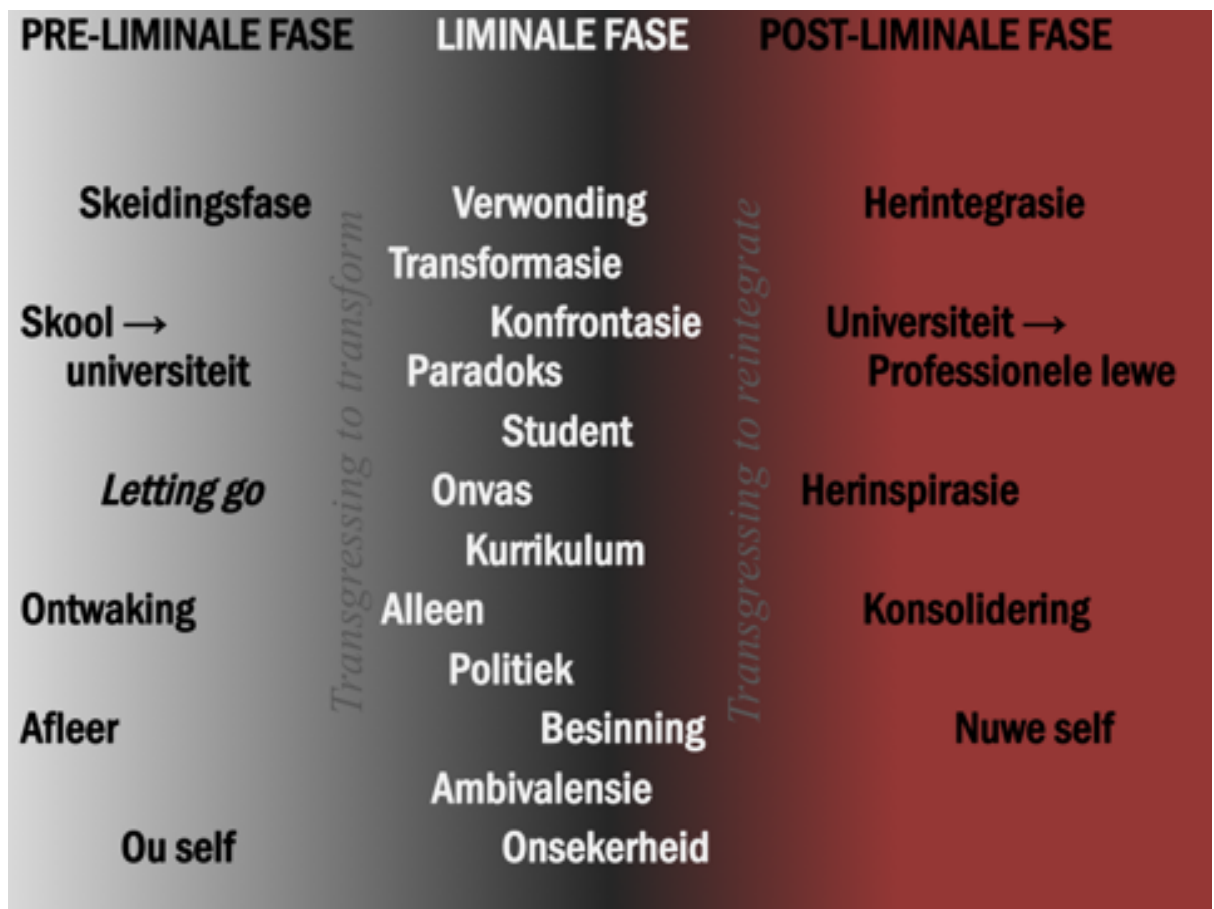 PRE-LIMINALE FASE
Skeidingsfase
Skool →
universiteit
Letting go
Ontwaking
Afleer
Ou self
Transgressing to transform
LIMINALE FASE
Verwonding
Transformasie
Konfrontasie
Paradoks
Student
Onvas
Kurrikulum
Alleen
Politiek
Besinning
Ambivalensie
Onsekerheid
Transgressing to reintegrate
POST-LIMINALE FASE
Herintegrasie
Universiteit →
Professionele lewe
Herinspirasie
Konsolidering
Nuwe self